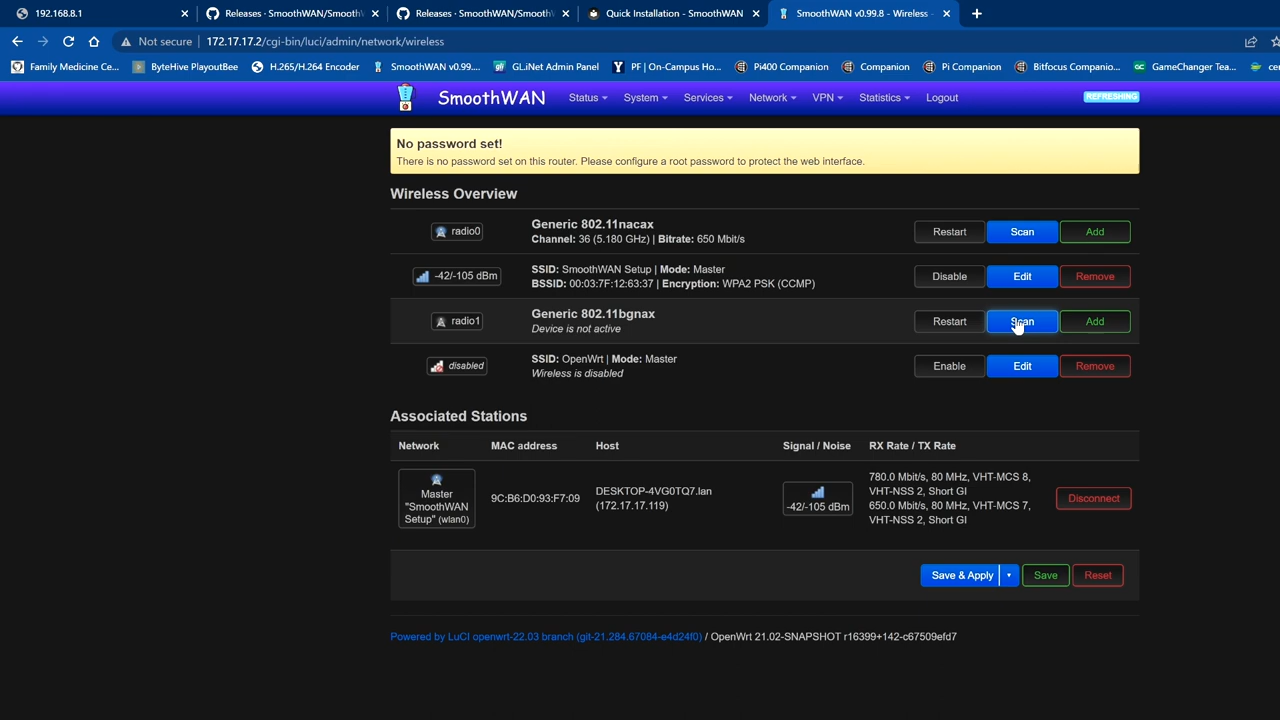 192.168.8.1
Releases · SmoothWAN/Smooth
Releases · SmoothWAN/Smooth
Quick Installation - SmoothWAN
SmoothWAN v0.99.8 - Wireless -
Not secure 172.17.17.2/cgi-bin/luci/admin/network/wireless
Family Medicine Ce... ByteHive PlayoutBee H.265/H.264 Encoder SmoothWAN v0.99.... GL.iNet Admin Panel PF | On-Campus Ho... Pi400 Companion Companion Pi Companion Bitfocus Companio... GameChanger Tea... cer
SmoothWAN Status System Services Network VPN Statistics Logout REFRESHING
No password set!
There is no password set on this router. Please configure a root password to protect the web interface.
Wireless Overview
radio0
Generic 802.11nacax
Channel: 36 (5.180 GHz) | Bitrate: 650 Mbit/s
Restart Scan Add
-42/-105 dBm
SSID: SmoothWAN Setup | Mode: Master
BSSID: 00:03:7F:12:63:37 | Encryption: WPA2 PSK (CCMP)
Disable Edit Remove
radio1
Generic 802.11bgnax
Device is not active
Restart Scan Add
disabled
SSID: OpenWrt | Mode: Master
Wireless is disabled
Enable Edit Remove
Associated Stations
Network MAC address Host Signal / Noise RX Rate / TX Rate
Master
"SmoothWAN
Setup" (wlan0)
9C:B6:D0:93:F7:09
DESKTOP-4VG0TQ7.lan
(172.17.17.119)
-42/-105 dBm
780.0 Mbit/s, 80 MHz, VHT-MCS 8,
VHT-NSS 2, Short GI
650.0 Mbit/s, 80 MHz, VHT-MCS 7,
VHT-NSS 2, Short GI
Disconnect
Save & Apply Save Reset
Powered by LuCI openwrt-22.03 branch (git-21.284.67084-e4d24f0) / OpenWrt 21.02-SNAPSHOT r16399+142-c67509efd7